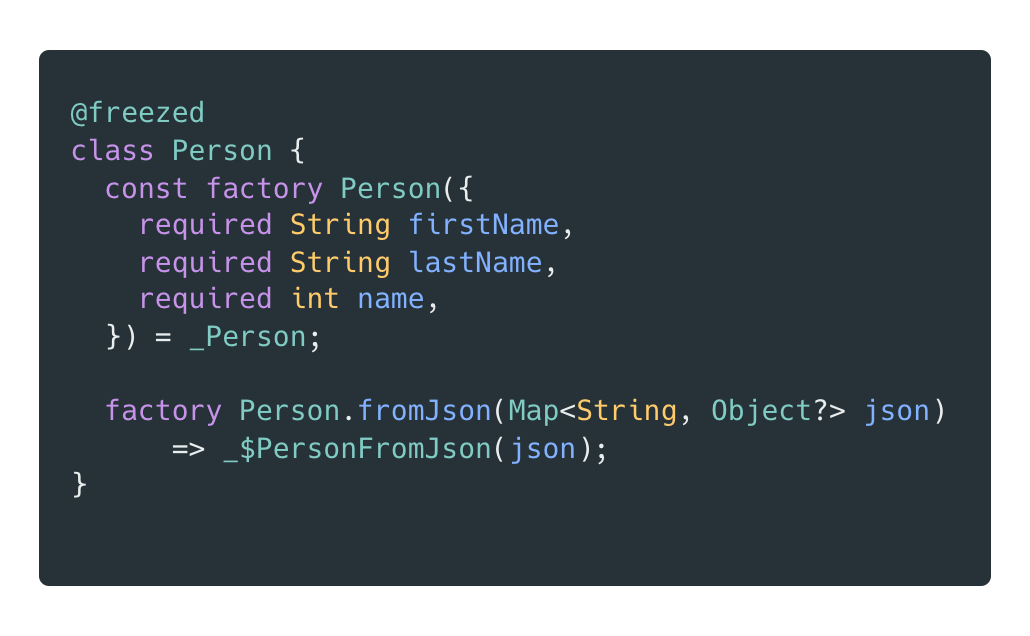 @freezed
class Person {
  const factory Person({
    required String firstName,
    required String lastName,
    required int name,
  }) = _Person;

  factory Person.fromJson(Map<String, Object?> json)
      => _$PersonFromJson(json);
}